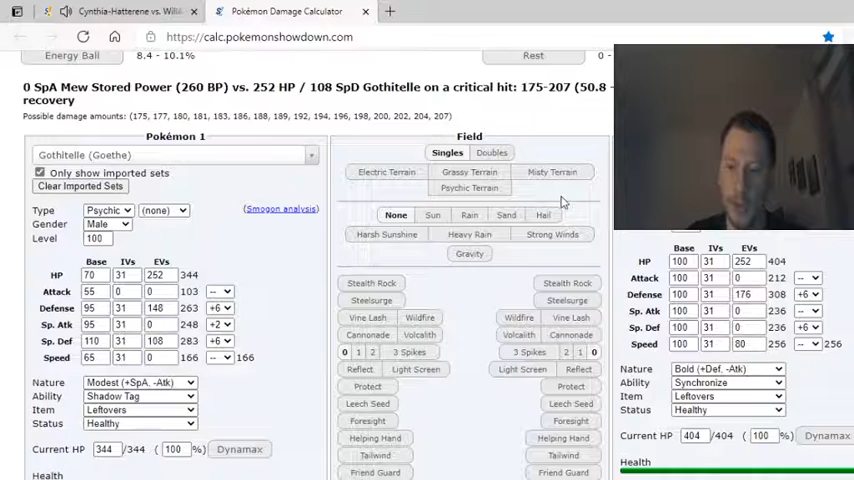 Cynthia-Hatterene vs. Willi
Pokémon Damage Calculator
https://calc.pokemonshowdown.com
Energy Ball
8.4 - 10.1%
Rest
0 -
0 SpA Mew Stored Power (260 BP) vs. 252 HP / 108 SpD Gothitelle on a critical hit: 175-207 (50.8 -
recovery
Possible damage amounts: (175, 177, 180, 181, 183, 186, 188, 189, 192, 194, 196, 198, 200, 202, 204, 207)
Pokémon 1
Gothitelle (Goethe)
Only show imported sets
Clear Imported Sets
Type Psychic (none) (Smogon analysis)
Gender Male
Level 100
Base IVs EVs
HP 70 31 252 344
Attack 55 0 0 103 --
Defense 95 31 148 263 +6
Sp. Atk 95 31 0 248 +2
Sp. Def 110 31 108 283 +6
Speed 65 31 0 166 -- 166
Nature Modest (+SpA, -Atk)
Ability Shadow Tag
Item Leftovers
Status Healthy
Current HP 344 /344 ( 100 %) Dynamax
Health
Field
Singles Doubles
Electric Terrain Grassy Terrain Misty Terrain
Psychic Terrain
None Sun Rain Sand Hail
Harsh Sunshine Heavy Rain Strong Winds
Gravity
Stealth Rock Stealth Rock
Steelsurge Steelsurge
Vine Lash Wildfire Wildfire Vine Lash
Cannonade Volcalith Volcalith Cannonade
0 1 2 3 Spikes 3 Spikes 2 1 0
Reflect Light Screen Light Screen Reflect
Protect Protect
Leech Seed Leech Seed
Foresight Foresight
Helping Hand Helping Hand
Tailwind Tailwind
Friend Guard Friend Guard
Base IVs EVs
HP 100 31 252 404
Attack 100 31 0 212 --
Defense 100 31 176 308 +6
Sp. Atk 100 31 0 236 +6
Sp. Def 100 31 0 236 +6
Speed 100 31 80 256 -- 256
Nature Bold (+Def, -Atk)
Ability Synchronize
Item Leftovers
Status Healthy
Current HP 404 /404 ( 100 %) Dynamax
Health